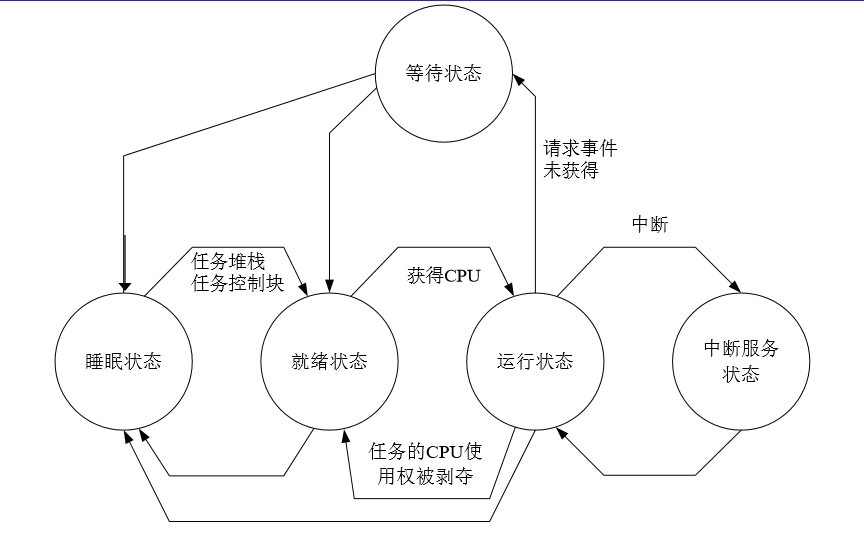 等待状态
请求事件
未获得
中断
任务堆栈
任务控制块
获得CPU
睡眠状态
就绪状态
运行状态
中断服务
状态
任务的CPU使
用权被剥夺